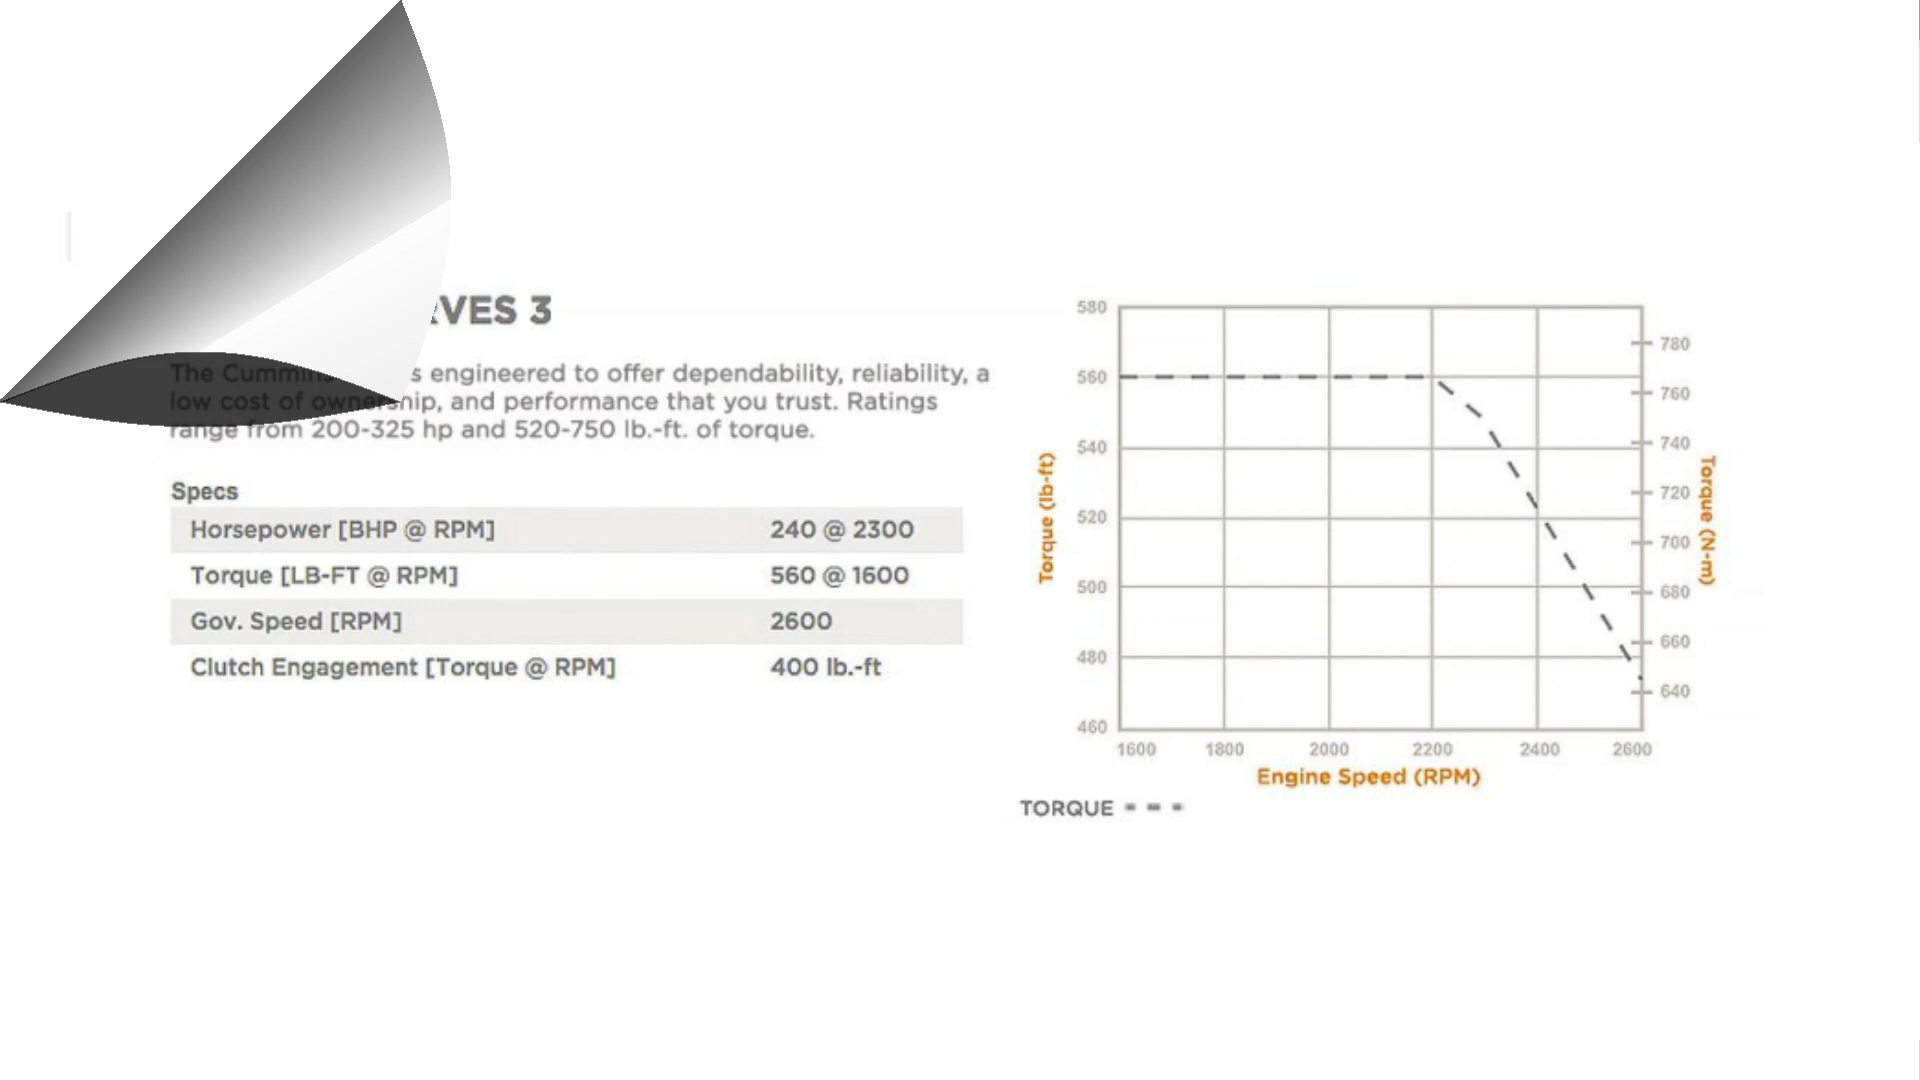 VES 3
The Cummins s engineered to offer dependability, reliability, a
low cost of ownership, and performance that you trust. Ratings
range from 200-325 hp and 520-750 lb.-ft. of torque.
Specs
Horsepower [BHP @ RPM] 240 @ 2300
Torque [LB-FT @ RPM] 560 @ 1600
Gov. Speed [RPM] 2600
Clutch Engagement [Torque @ RPM] 400 lb.-ft
580
560
540
520
500
480
460
Torque (lb-ft)
780
760
740
720
700
680
660
640
Torque (N-m)
1600 1800 2000 2200 2400 2600
Engine Speed (RPM)
TORQUE